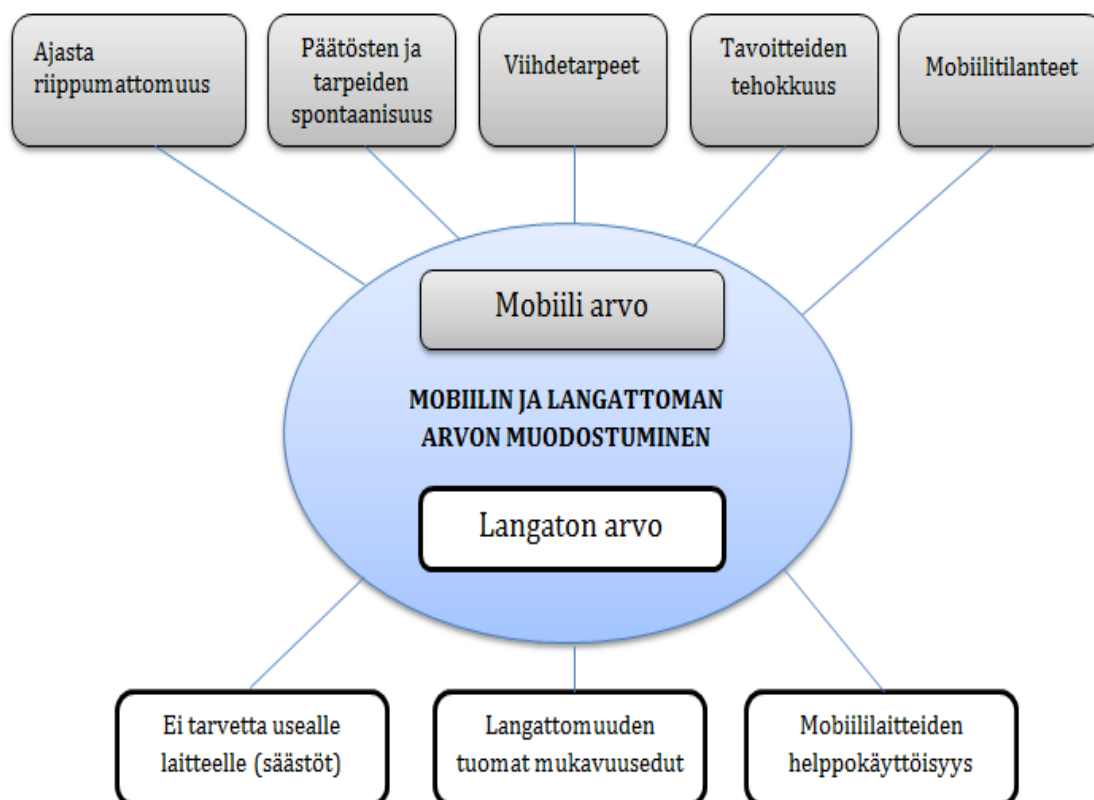 Ajasta
riippumattomuus
Päätösten ja
tarpeiden
spontaanisuus
Viihdetarpeet
Tavoitteiden
tehokkuus
Mobiilitilanteet
Mobiili arvo
MOBIILIN JA LANGATTOMAN
ARVON MUODOSTUMINEN
Langaton arvo
Ei tarvetta usealle
laitteelle (säästöt)
Langattomuuden
tuomat mukavuusedut
Mobiililaitteiden
helppokäyttöisyys